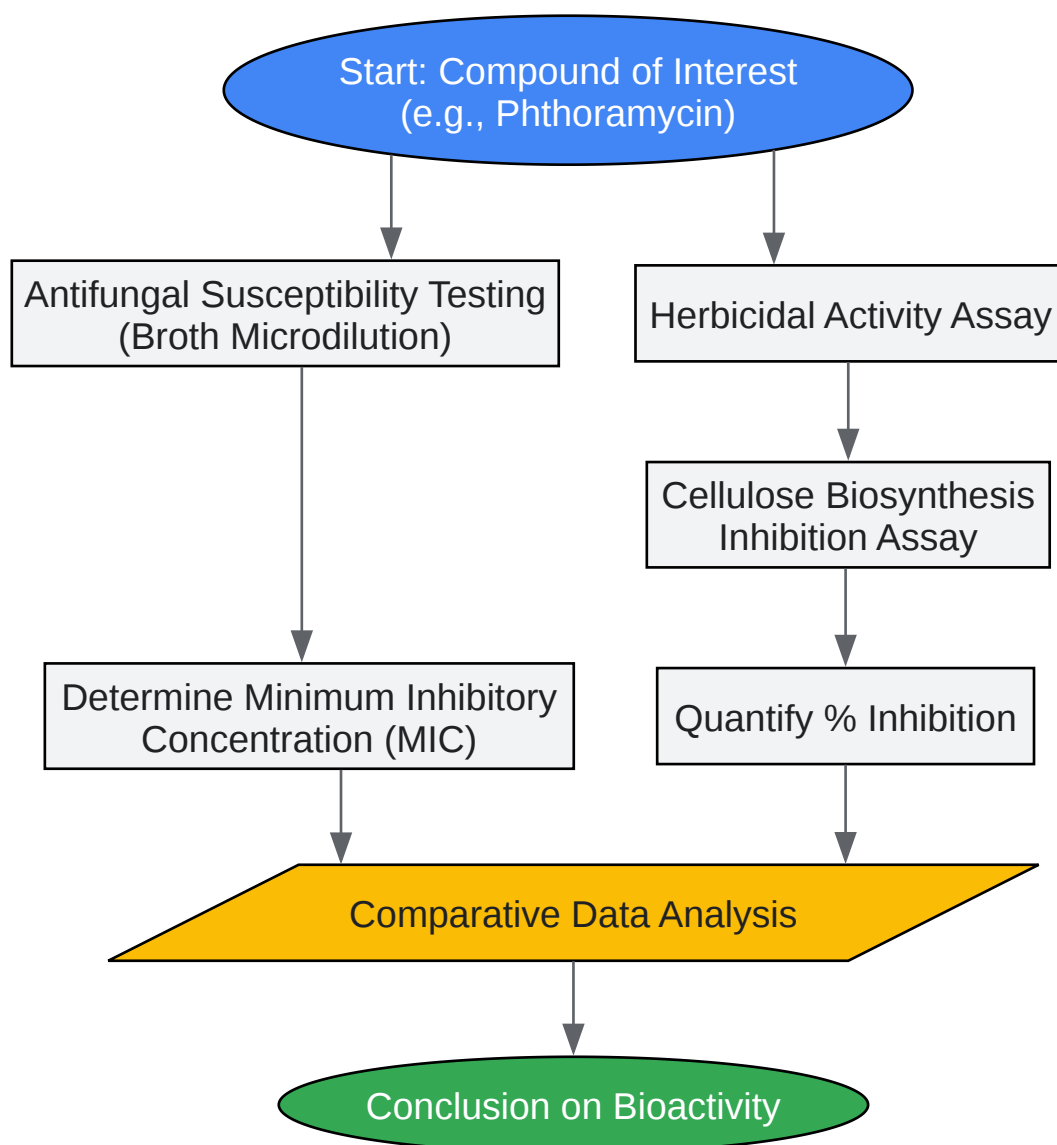 Start: Compound of Interest
(e.g., Phthoramycin)
Antifungal Susceptibility Testing
(Broth Microdilution)
Herbicidal Activity Assay
Cellulose Biosynthesis
Inhibition Assay
Determine Minimum Inhibitory
Concentration (MIC)
Quantify % Inhibition
Comparative Data Analysis
Conclusion on Bioactivity